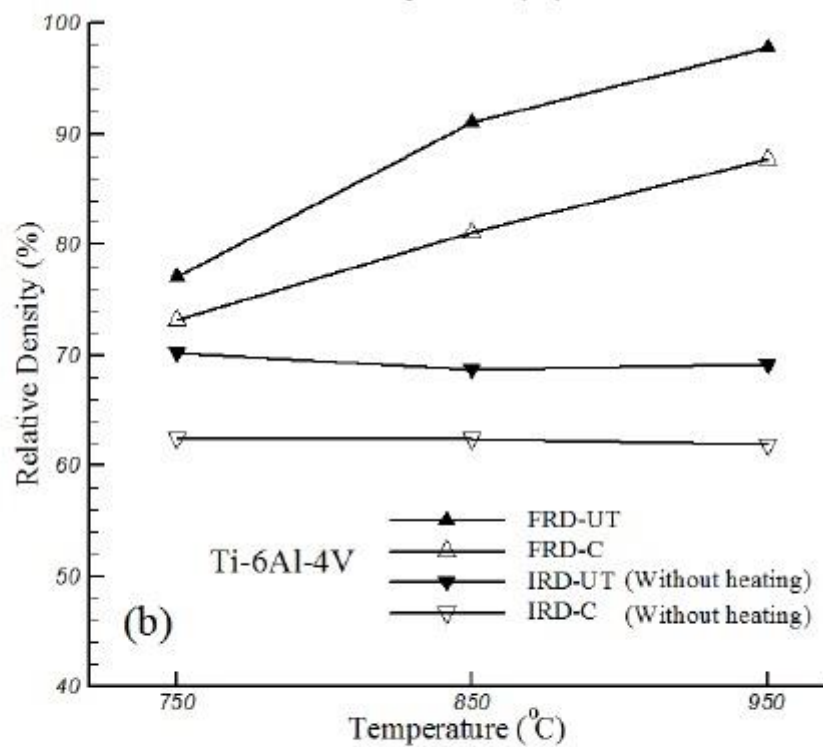 100
90
80
70
60
50
40
Relative Density (%)
FRD-UT
FRD-C
IRD-UT (Without heating)
IRD-C (Without heating)
Ti-6Al-4V
(b)
750
850
950
Temperature (°C)